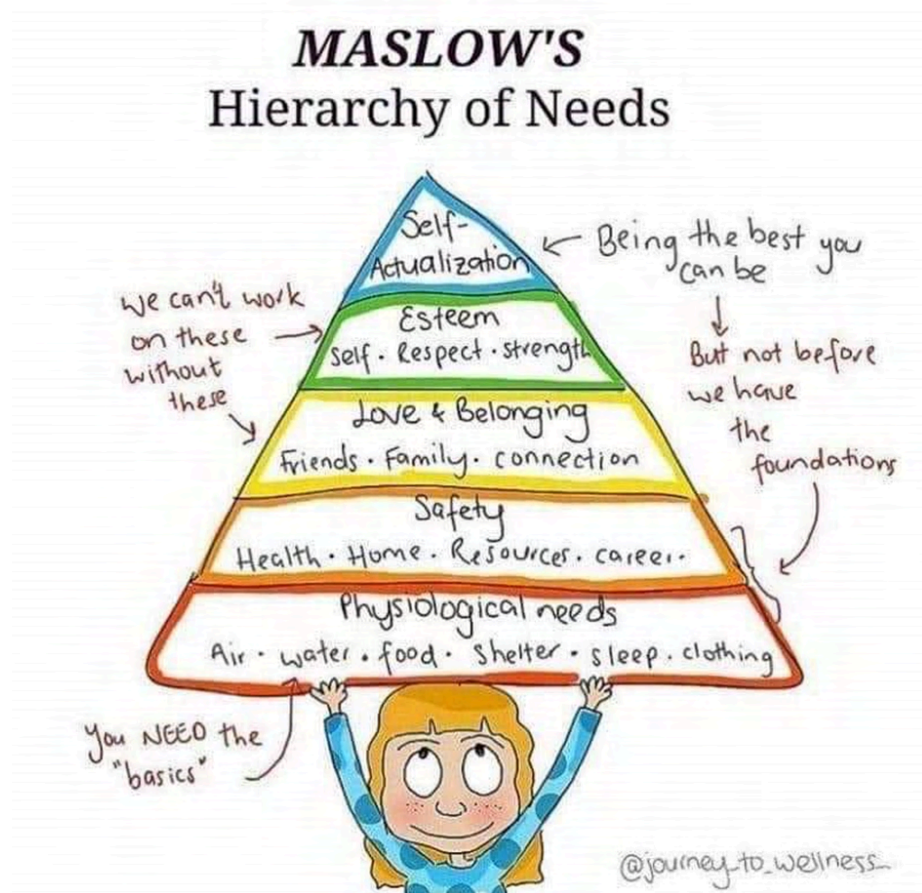 MASLOW'S
Hierarchy of Needs
Self-
Actualization
Being the best you
can be
But not before
we have
the
foundations
we can't work
on these
without
these
Esteem
Self · Respect · strength
Love & Belonging
Friends · Family · connection
Safety
Health · Home · Resources · career ·
Physiological needs
Air · water · food · Shelter · sleep · clothing
You NEED the
"basics"
@journey_to_wellness_